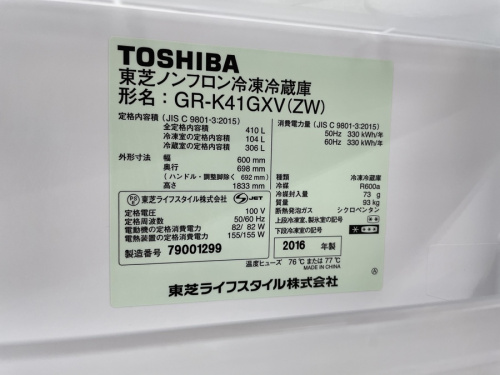 TOSHIBA
東芝ノンフロン冷凍冷蔵庫
形名：GR-K41GXV(ZW)
定格内容積（JIS C 9801-3:2015）
全定格内容積 410 L
冷凍室の定格内容積 104 L
冷蔵室の定格内容積 306 L
外形寸法 幅 600 mm
奥行 698 mm
（ハンドル・調整脚除く 692 mm）
高さ 1833 mm
消費電力量（JIS C 9801-3:2015）
50Hz 330 kWh/年
60Hz 330 kWh/年
種類 冷凍冷蔵庫
冷媒 R600a
冷媒封入量 73 g
質量 93 kg
断熱発泡ガス シクロペンタン
上段冷凍室、製氷室の記号
下段冷凍室の記号
PS E 東芝ライフスタイル株式会社 JET
定格電圧 100 V
定格周波数 50/60 Hz
電動機の定格消費電力 82/ 82 W
電熱装置の定格消費電力 155/155 W
製造番号 79001299
2016 年製
温度ヒューズ 76 ℃ または 77 ℃
MADE IN CHINA
Ⓐ
東芝ライフスタイル株式会社